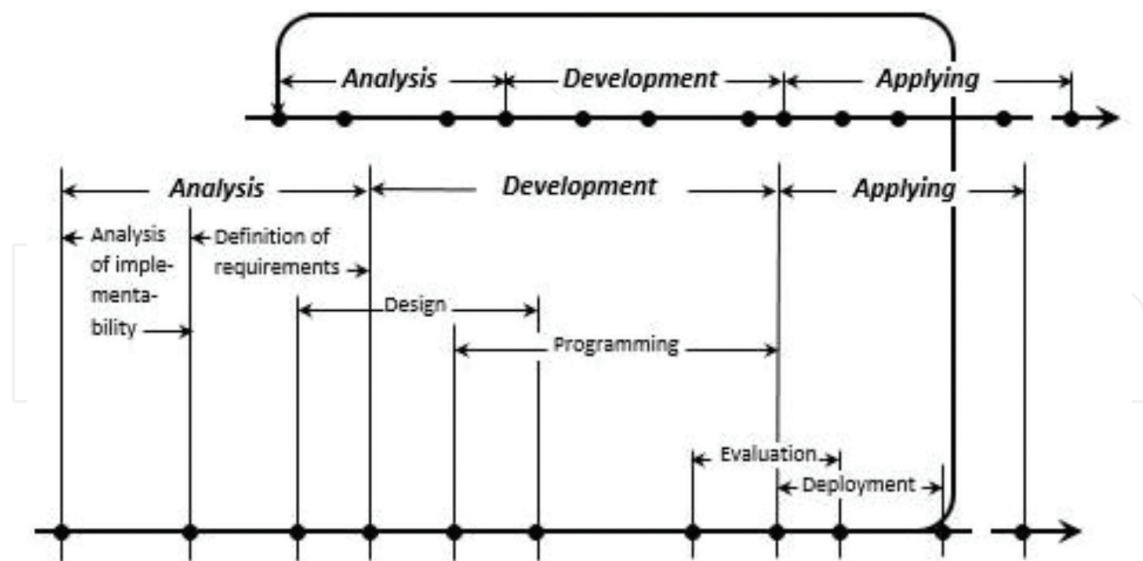 Analysis Development Applying
Analysis Development Applying
Analysis
of imple-
menta-
bility
Definition of
requirements
Design
Programming
Evaluation
Deployment